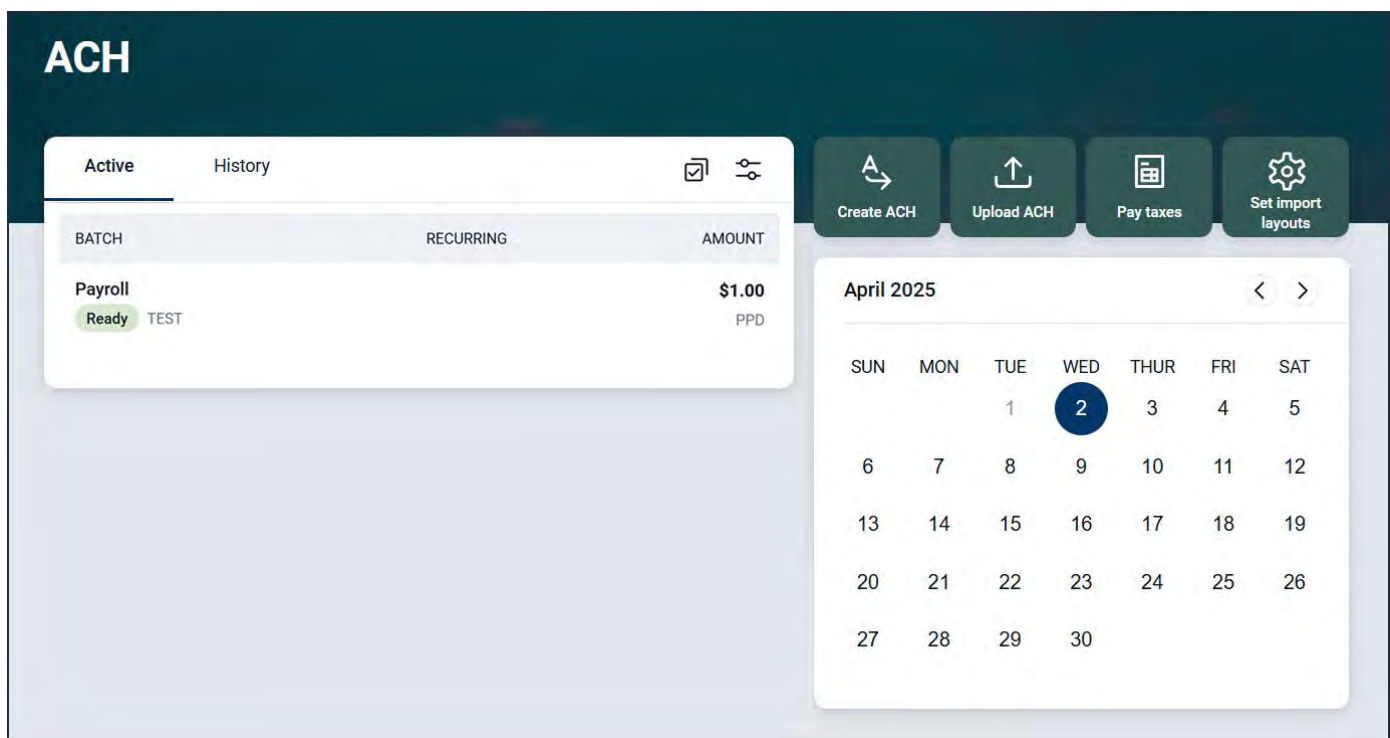 ACH
Active History
BATCH RECURRING AMOUNT
Payroll $1.00
Ready TEST PPD
Create ACH
Upload ACH
Pay taxes
Set import
layouts
April 2025
SUN MON TUE WED THUR FRI SAT
1 2 3 4 5
6 7 8 9 10 11 12
13 14 15 16 17 18 19
20 21 22 23 24 25 26
27 28 29 30